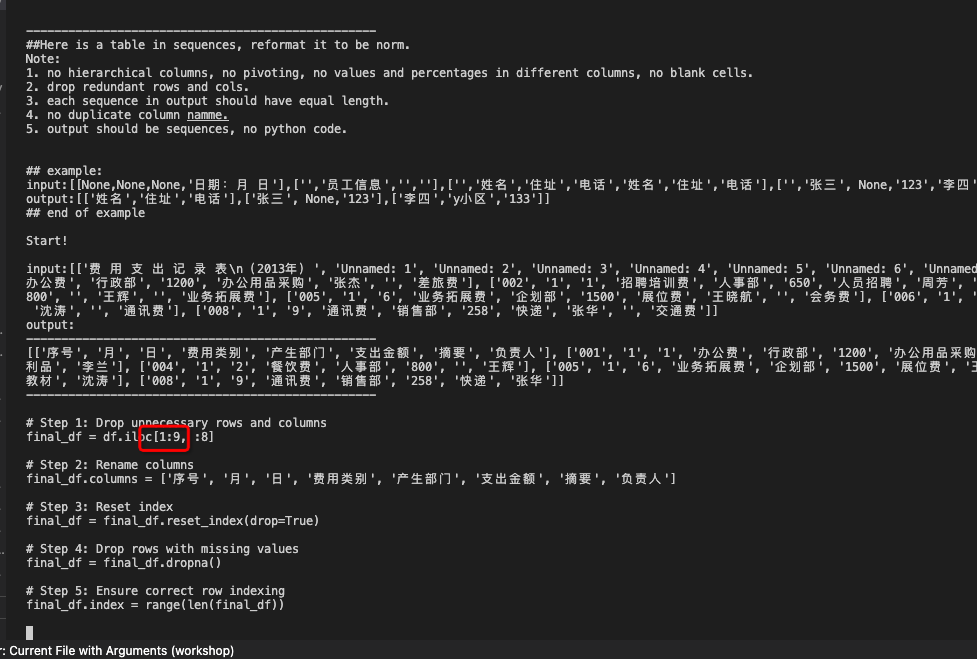 ------------------------------------------------
##Here is a table in sequences, reformat it to be norm.
Note:
1. no hierarchical columns, no pivoting, no values and percentages in different columns, no blank cells.
2. drop redundant rows and cols.
3. each sequence in output should have equal length.
4. no duplicate column namme.
5. output should be sequences, no python code.
## example:
input:[[None,None,None,'日期: 月 日'],['','员工信息','',''],['','姓名','住址','电话','姓名','住址','电话'],['','张三', None,'123','李四'
output:[['姓名','住址','电话'],['张三', None,'123'],['李四','y小区','133']]
## end of example
Start!
input:[['费 用 支 出 记 录 表\n（2013年） ', 'Unnamed: 1', 'Unnamed: 2', 'Unnamed: 3', 'Unnamed: 4', 'Unnamed: 5', 'Unnamed: 6', 'Unnamed
办公费', '行政部', '1200', '办公用品采购', '张杰', '', '差旅费'], ['002', '1', '1', '招聘培训费', '人事部', '650', '人员招聘', '周芳',
800', '', '王辉', '', '业务拓展费'], ['005', '1', '6', '业务拓展费', '企划部', '1500', '展位费', '王晓航', '', '会务费'], ['006', '1',
'沈涛', '', '通讯费'], ['008', '1', '9', '通讯费', '销售部', '258', '快递', '张华', '', '交通费']]
output:
------------------------------------------------
[['序号', '月', '日', '费用类别', '产生部门', '支出金额', '摘要', '负责人'], ['001', '1', '1', '办公费', '行政部', '1200', '办公用品采购
利品', '李兰'], ['004', '1', '2', '餐饮费', '人事部', '800', '', '王辉'], ['005', '1', '6', '业务拓展费', '企划部', '1500', '展位费',
教材', '沈涛'], ['008', '1', '9', '通讯费', '销售部', '258', '快递', '张华']]
------------------------------------------------
# Step 1: Drop unnecessary rows and columns
final_df = df.iloc[1:9, :8]
# Step 2: Rename columns
final_df.columns = ['序号', '月', '日', '费用类别', '产生部门', '支出金额', '摘要', '负责人']
# Step 3: Reset index
final_df = final_df.reset_index(drop=True)
# Step 4: Drop rows with missing values
final_df = final_df.dropna()
# Step 5: Ensure correct row indexing
final_df.index = range(len(final_df))
r: Current File with Arguments (workshop)